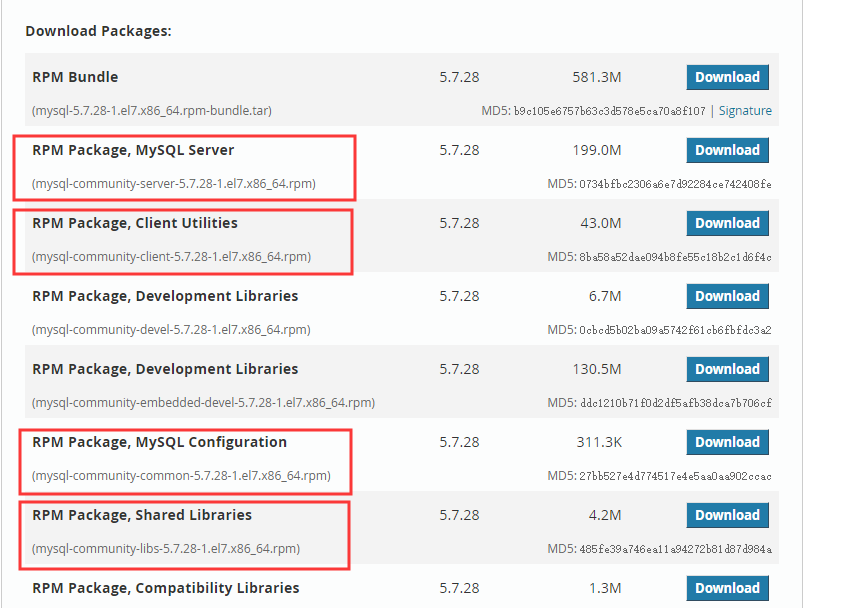 Download Packages:
RPM Bundle 5.7.28 581.3M Download
(mysql-5.7.28-1.el7.x86_64.rpm-bundle.tar) MD5: b9c105e6757b63c3d578e5ca70a8f107 | Signature
RPM Package, MySQL Server 5.7.28 199.0M Download
(mysql-community-server-5.7.28-1.el7.x86_64.rpm) MD5: 0734bfbc2306a6e7d92284ce742408fe
RPM Package, Client Utilities 5.7.28 43.0M Download
(mysql-community-client-5.7.28-1.el7.x86_64.rpm) MD5: 8ba58a52dae094b8fe55c18b2c1d6f4c
RPM Package, Development Libraries 5.7.28 6.7M Download
(mysql-community-devel-5.7.28-1.el7.x86_64.rpm) MD5: 0cbcd5b02ba09a5742f61cb6fbfdc3a2
RPM Package, Development Libraries 5.7.28 130.5M Download
(mysql-community-embedded-devel-5.7.28-1.el7.x86_64.rpm) MD5: ddc1210b71f0d2df5afb38dca7b706cf
RPM Package, MySQL Configuration 5.7.28 311.3K Download
(mysql-community-common-5.7.28-1.el7.x86_64.rpm) MD5: 27bb527e4d774517e4e5aa0aa902ccac
RPM Package, Shared Libraries 5.7.28 4.2M Download
(mysql-community-libs-5.7.28-1.el7.x86_64.rpm) MD5: 485fe39a746ea11a94272b81d87d984a
RPM Package, Compatibility Libraries 5.7.28 1.3M Download